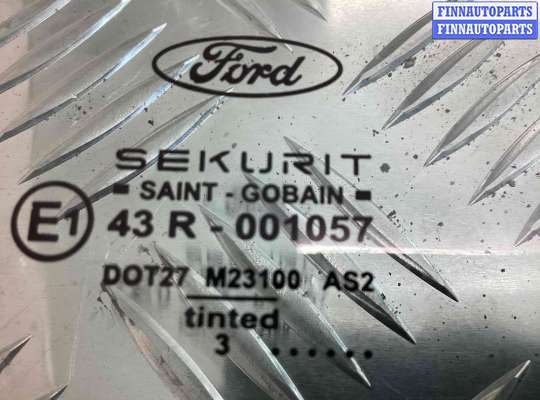 FINNAUTOPARTS
FINNAUTOPARTS
Ford
SEKURIT
SAINT - GOBAIN
E1 43 R - 001057
DOT27 M23100 AS2
tinted
3 ......